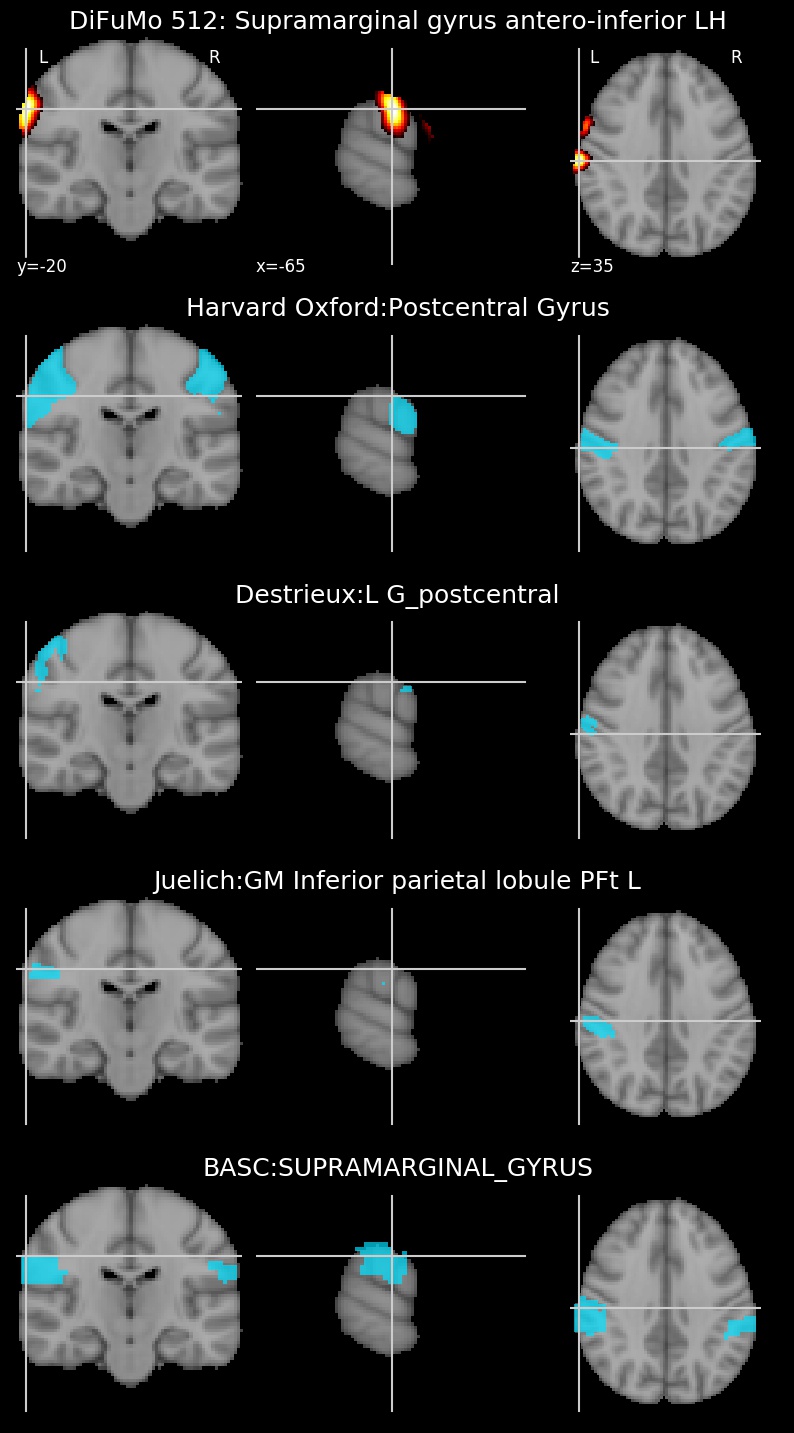 DiFuMo 512: Supramarginal gyrus antero-inferior LH
L R L R
y=-20 x=-65 z=35
Harvard Oxford:Postcentral Gyrus
Destrieux:L G_postcentral
Juelich:GM Inferior parietal lobule PFt L
BASC:SUPRAMARGINAL_GYRUS